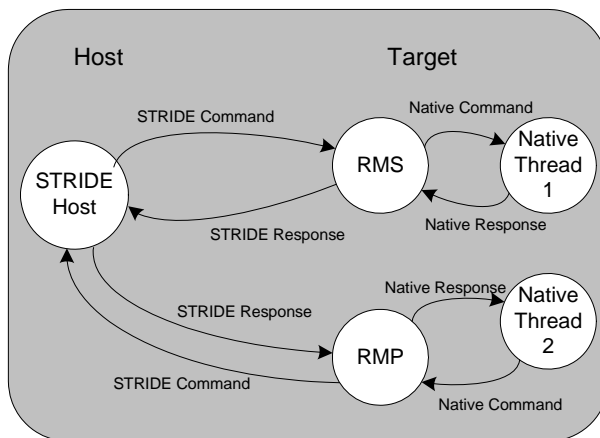 Host
Target
STRIDE Command
Native Command
STRIDE
Host
RMS
Native
Thread
1
STRIDE Response
Native Response
STRIDE Response
Native Response
RMP
Native
Thread
2
STRIDE Command
Native Command